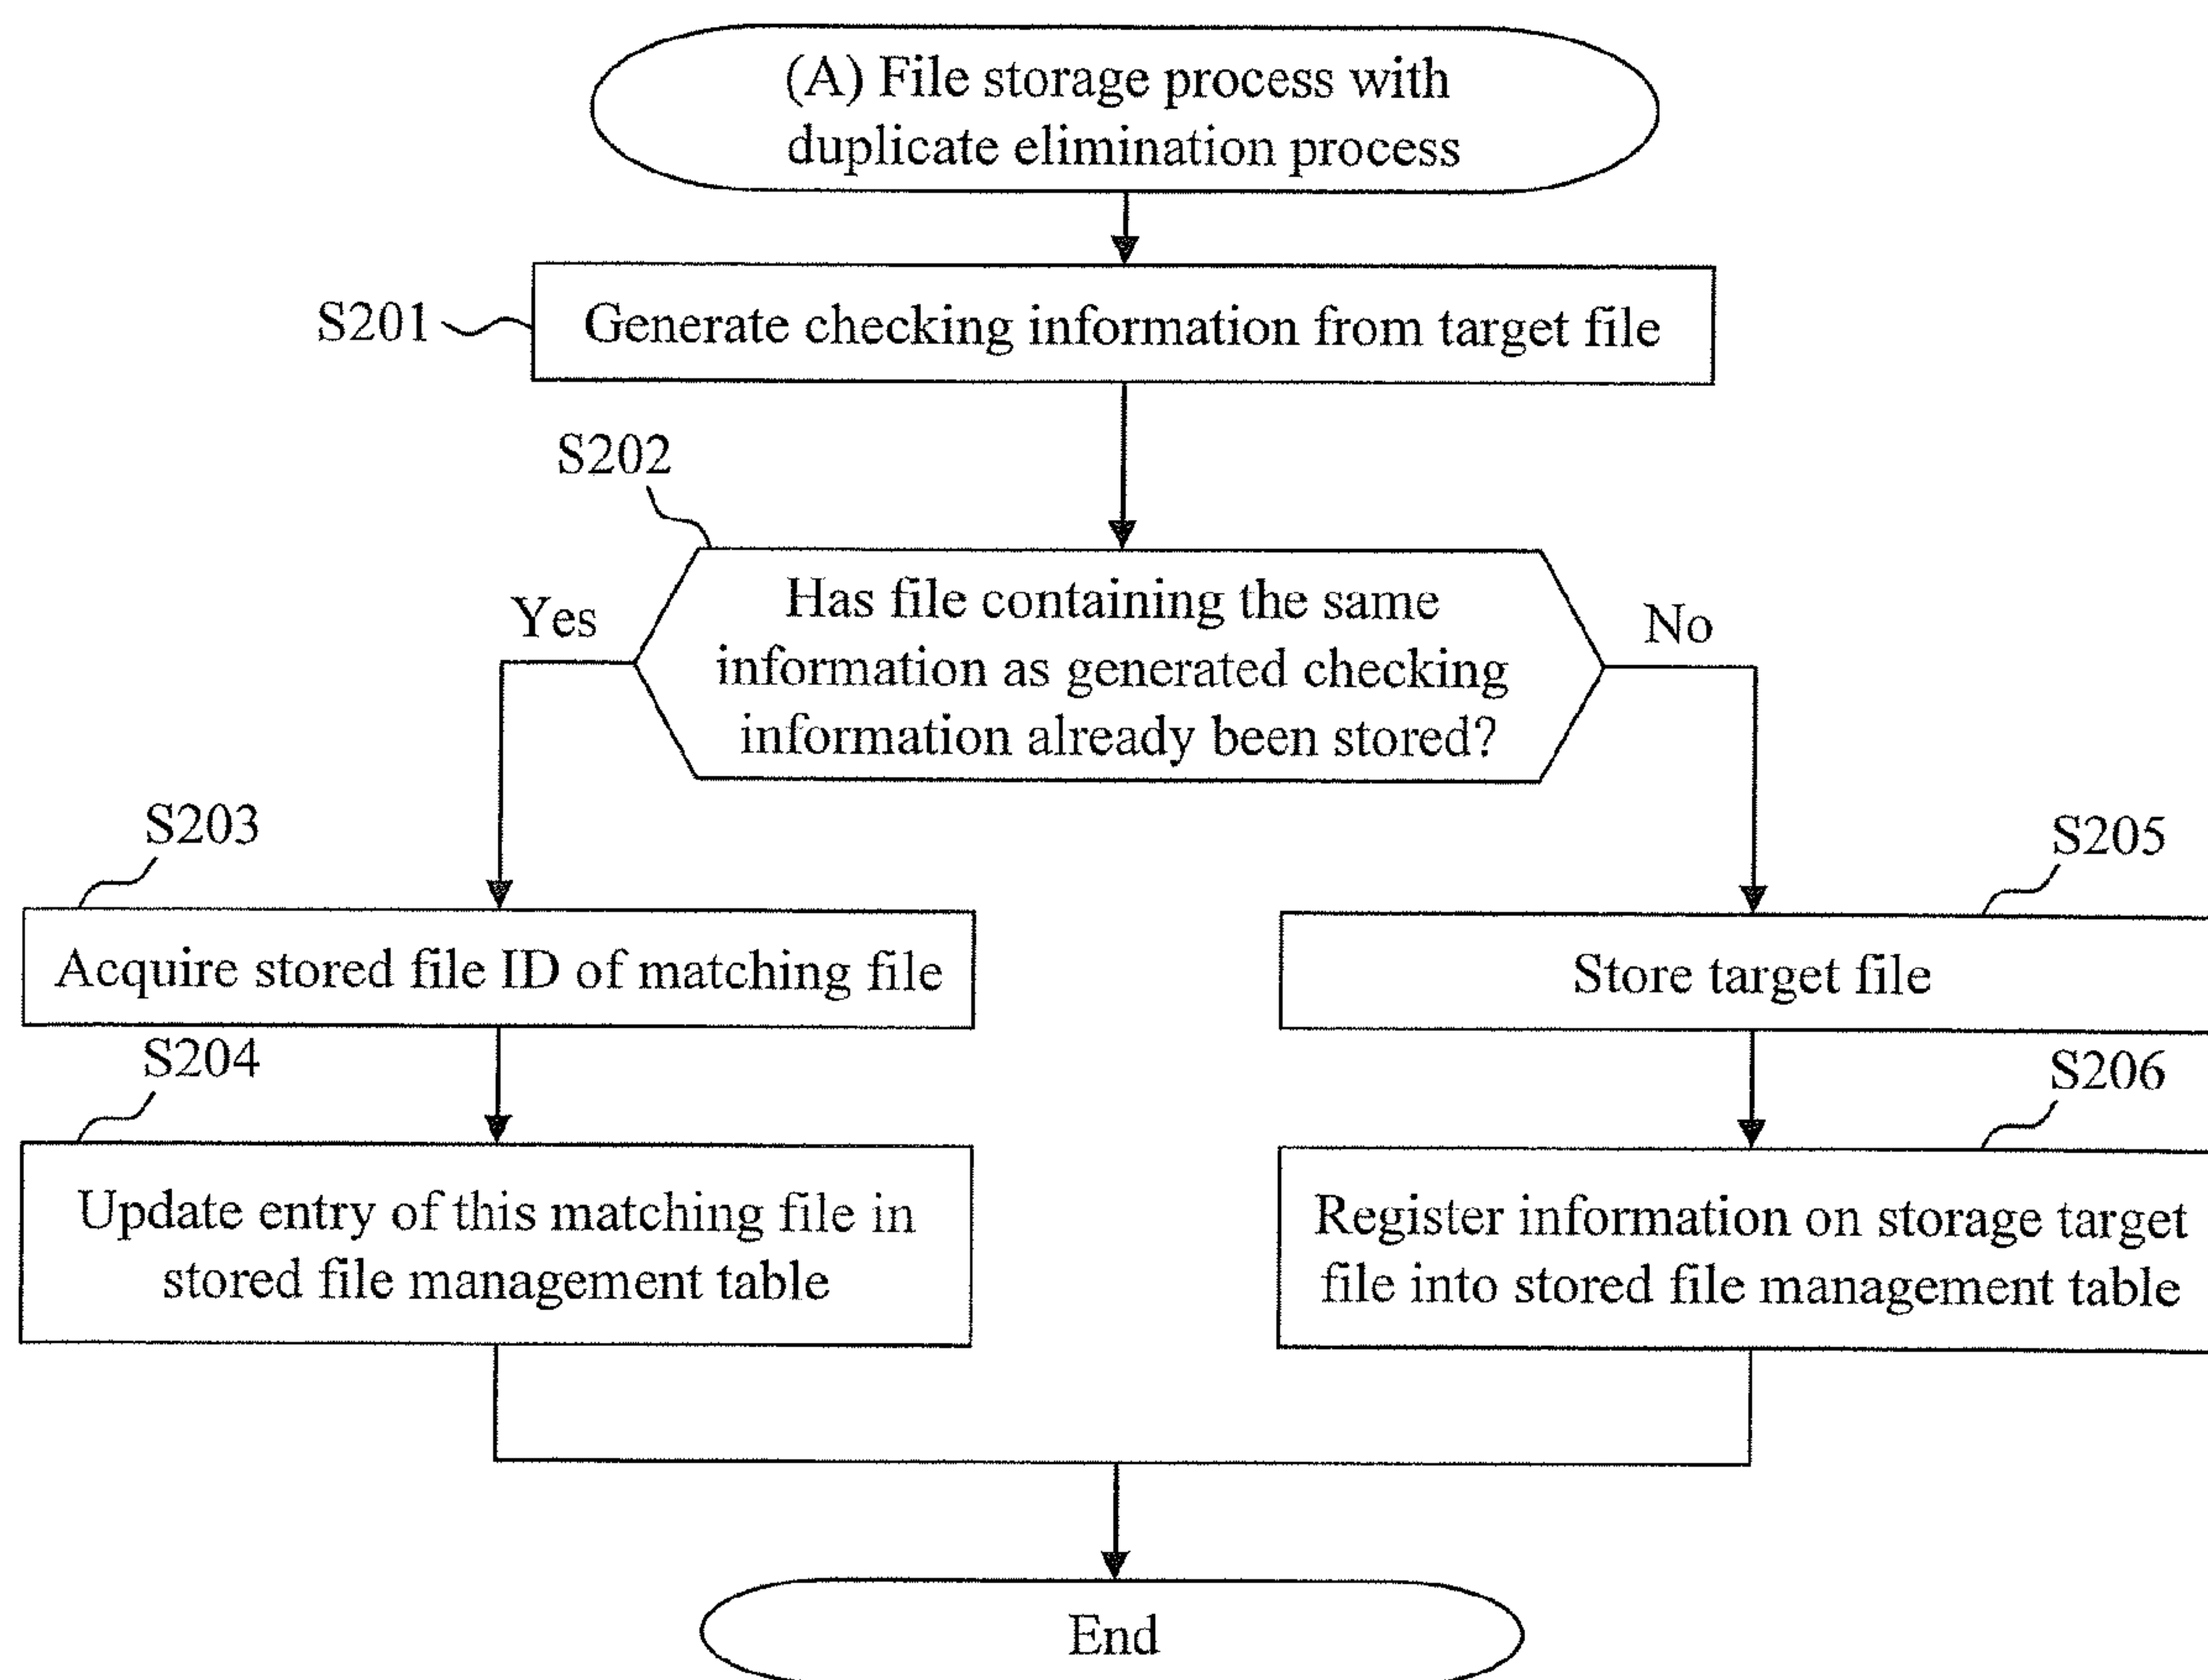 (A) File storage process with
duplicate elimination process
S201
Generate checking information from target file
S202
Yes
Has file containing the same
information as generated checking
information already been stored?
No
S203
S205
Acquire stored file ID of matching file
Store target file
S204
S206
Update entry of this matching file in
stored file management table
Register information on storage target
file into stored file management table
End